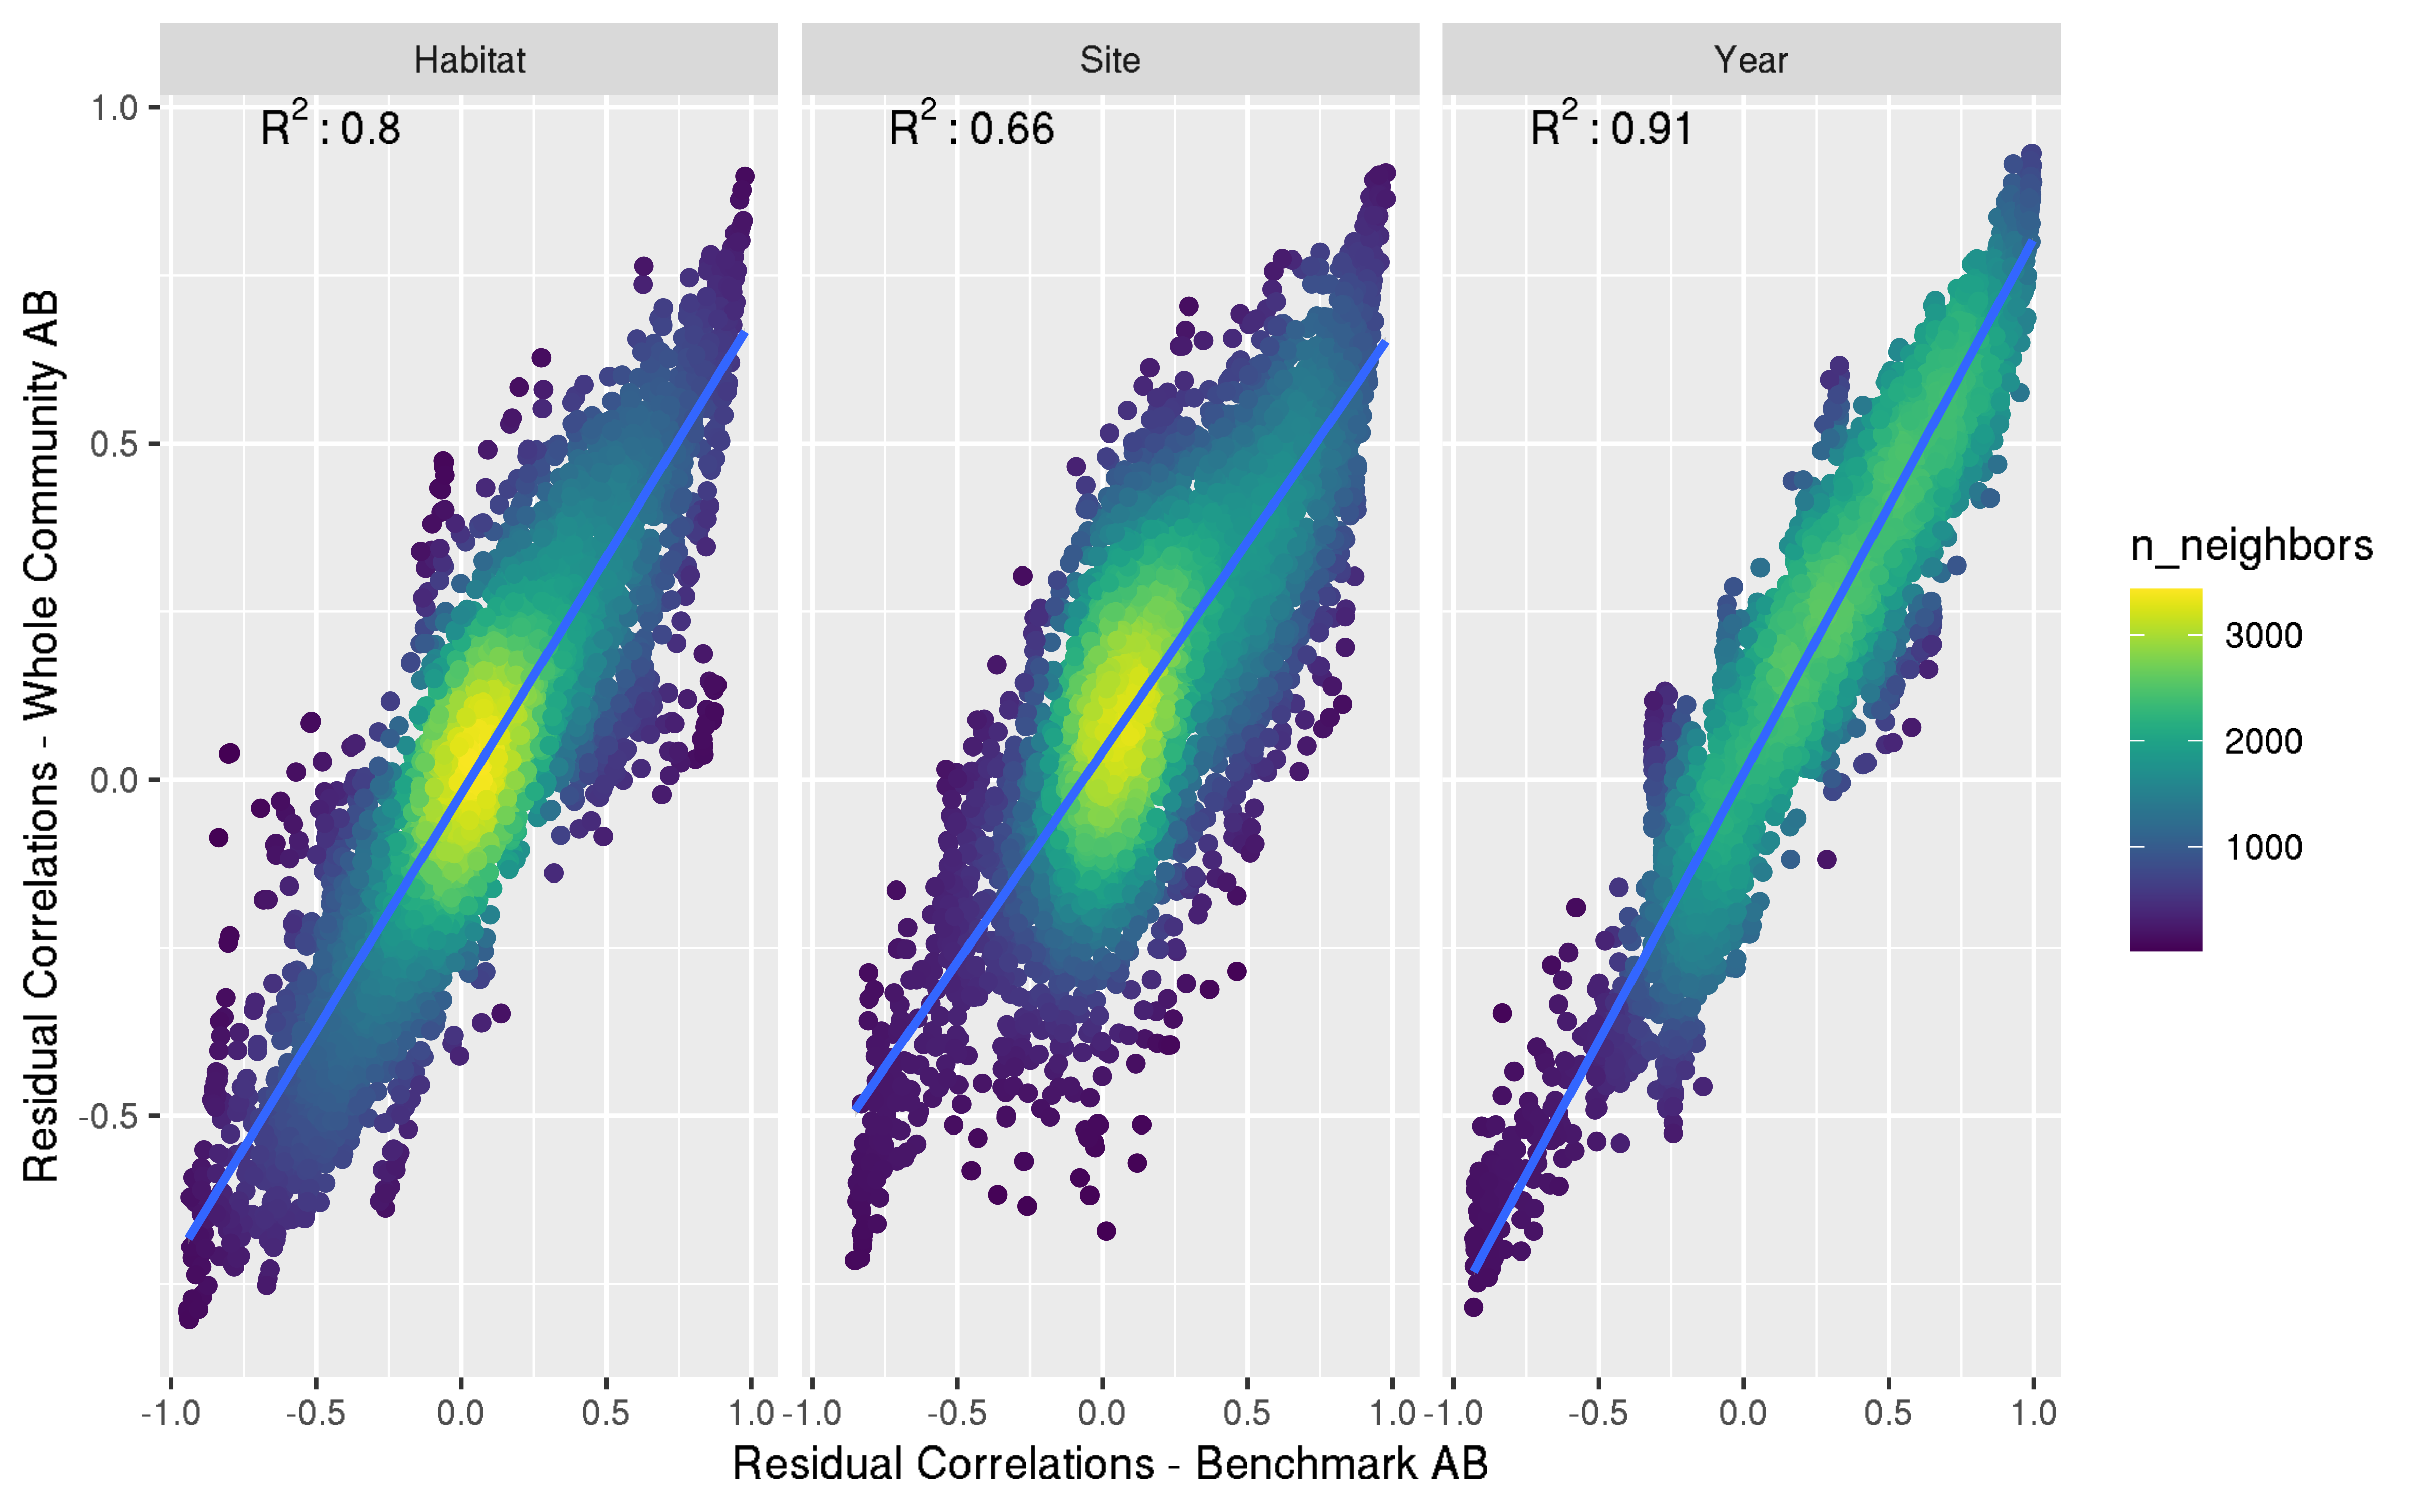 Habitat
Site
Year
R²:0.8
R²:0.66
R²:0.91
Residual Correlations - Whole Community AB
1.0
0.5
0.0
-0.5
-1.0 -0.5 0.0 0.5 1.0
-1.0 -0.5 0.0 0.5 1.0
-1.0 -0.5 0.0 0.5 1.0
Residual Correlations - Benchmark AB
n_neighbors
3000
2000
1000